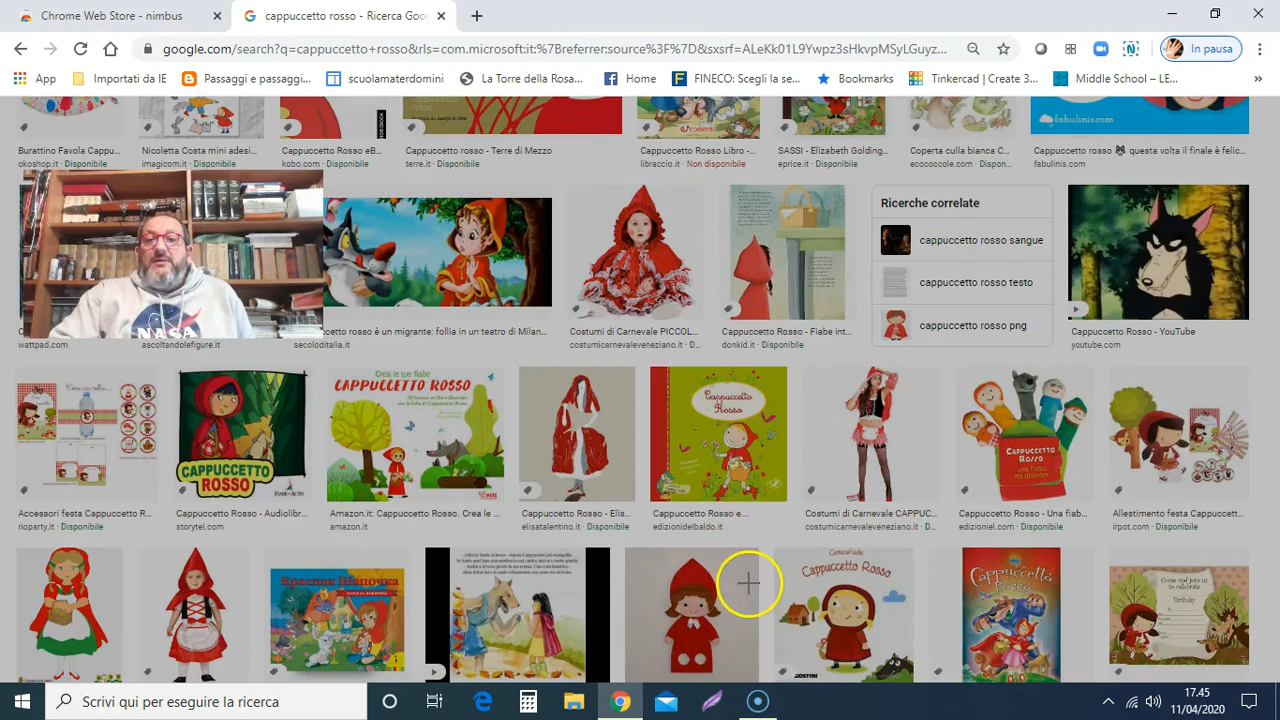 Chrome Web Store - nimbus
cappuccetto rosso - Ricerca Goo
google.com/search?q=cappuccetto+rosso&rls=com.microsoft:it:%7Breferrer:source%3F%7D&sxsrf=ALeKk01L9Ywpz3sHkvpMSyLGuyz...
In pausa
App
Importati da IE
Passaggi e passaggi...
scuolamaterdomini
La Torre della Rosa...
Home
FINECO: Scegli la se...
Bookmarks
Tinkercad | Create 3...
Middle School – LE...
»
fabulinis.com
Burattino Favola Cappu...
Nicoletta Costa mini adesi...
Cappuccetto Rosso eB...
Cappuccetto rosso - Terre di Mezzo
Cappuccetto Rosso Libro - ...
SASSI - Elizabeth Golding...
Coperta culla bianca C...
Cappuccetto rosso 🐺 questa volta il finale è felic...
okoshop.it · Disponibile
imagicom.it · Disponibile
kobo.com · Disponibile
terre.it · Disponibile
libraccio.it · Non disponibile
eprice.it · Disponibile
ecococcole.com · Dispon...
fabulinis.com
Ricerche correlate
cappuccetto rosso sangue
cappuccetto rosso testo
cappuccetto rosso png
NASA
cetto rosso è un migrante: follia in un teatro di Milan...
Costumi di Carnevale PICCOL...
Cappuccetto Rosso - Fiabe int...
Cappuccetto Rosso - YouTube
wattpad.com
ascoltandolefigure.it
secoloditalia.it
costumicarnevaleveneziano.it · D...
donkid.it · Disponibile
youtube.com
CAPPUCCETTO
ROSSO
Crea le tue fiabe
CAPPUCCETTO ROSSO
Cappuccetto
Rosso
CAPPUCCETTO
ROSSO
Accessori festa Cappuccetto R...
Cappuccetto Rosso - Audiolibr...
Amazon.it: Cappuccetto Rosso. Crea le ...
Cappuccetto Rosso - Elis...
Cappuccetto Rosso e...
Costumi di Carnevale CAPPUC...
Cappuccetto Rosso - Una fiab...
Allestimento festa Cappuccett...
rioparty.it · Disponibile
storytel.com
amazon.it
elisatalentino.it · Disponibile
edizionidelbaldo.it
costumicarnevaleveneziano.it · D...
edizioniel.com · Disponibile
irpot.com · Disponibile
Красная Шапочка
Cappuccetto Rosso
Cappuccetto
Rosso
Scrivi qui per eseguire la ricerca
17.45
11/04/2020